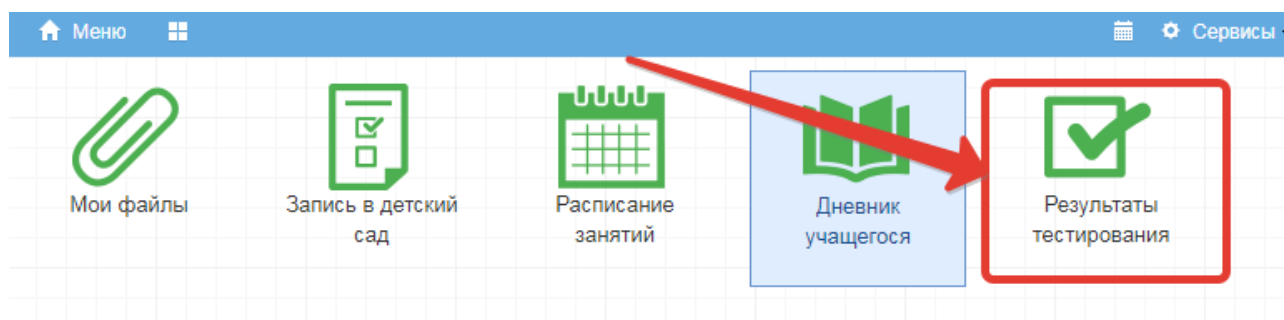 Меню
Сервисы
Мои файлы
Запись в детский
сад
Расписание
занятий
Дневник
учащегося
Результаты
тестирования